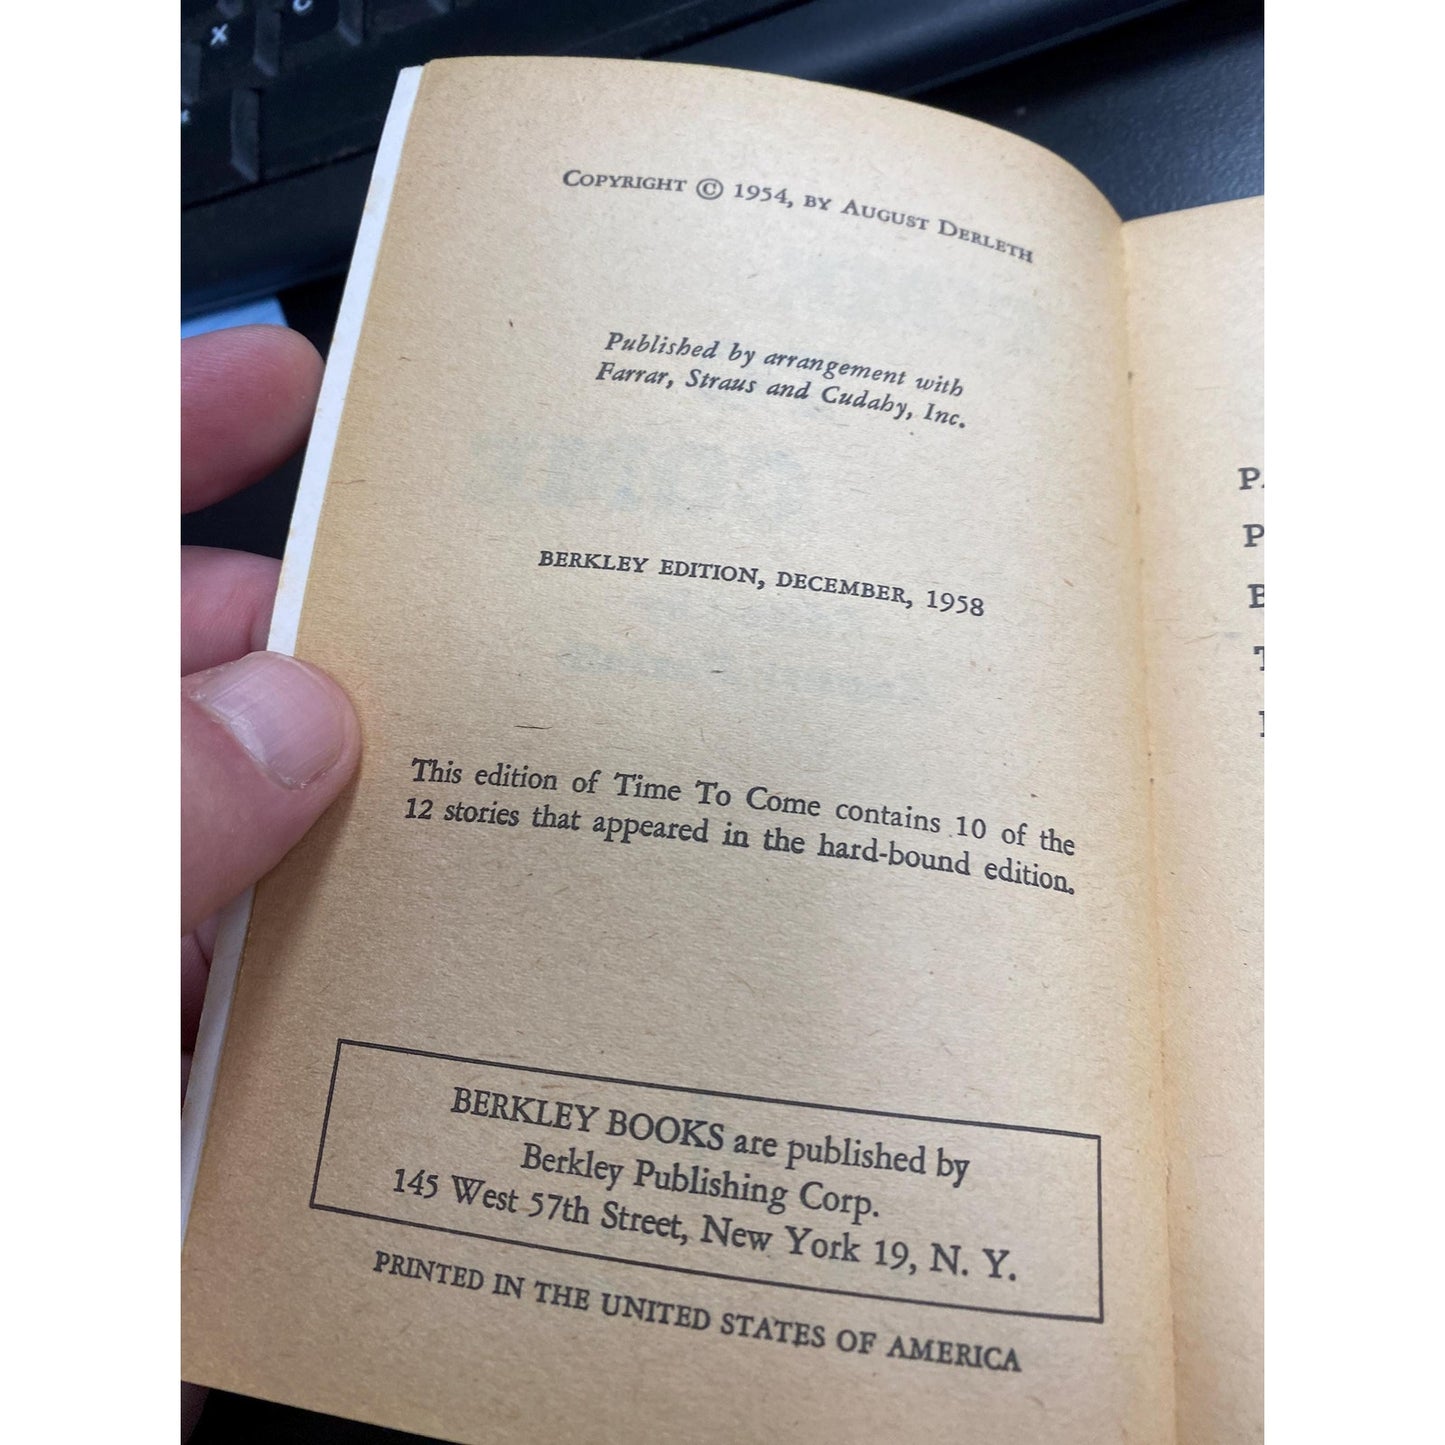 COPYRIGHT © 1954, BY AUGUST DERLETH
Published by arrangement with
Farrar, Straus and Cudahy, Inc.
BERKLEY EDITION, DECEMBER, 1958
This edition of Time To Come contains 10 of the
12 stories that appeared in the hard-bound edition.
BERKLEY BOOKS are published by
Berkley Publishing Corp.
145 West 57th Street, New York 19, N. Y.
PRINTED IN THE UNITED STATES OF AMERICA